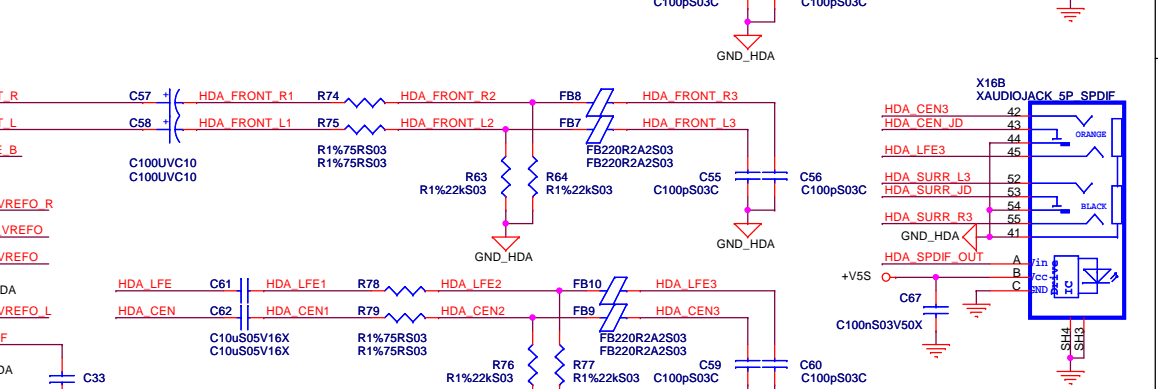 C100pS03C C100pS03C
GND_HDA
T_R C57 + HDA_FRONT_R1 R74 HDA_FRONT_R2 FB8 HDA_FRONT_R3
T_L C58 + HDA_FRONT_L1 R75 HDA_FRONT_L2 FB7 HDA_FRONT_L3
E_B
C100UVC10
C100UVC10
R1%75RS03
R1%75RS03
FB220R2A2S03
FB220R2A2S03
R63
R1%22kS03
R64
R1%22kS03
C55
C100pS03C
C56
C100pS03C
GND_HDA
GND_HDA
X16B
XAUDIOJACK_5P_SPDIF
HDA_CEN3 42
HDA_CEN_JD 43
44
HDA_LFE3 45
ORANGE
HDA_SURR_L3 52
HDA_SURR_JD 53
54
HDA_SURR_R3 55
BLACK
GND_HDA 41
HDA_SPDIF_OUT A Vin
+V5S B Vcc
C GND
Drive
IC
C67
C100nS03V50X
SH4
SH3
VREFO_R
VREFO
VREFO
DA
VREFO_L
F
DA
C33
HDA_LFE C61 HDA_LFE1 R78 HDA_LFE2 FB10 HDA_LFE3
HDA_CEN C62 HDA_CEN1 R79 HDA_CEN2 FB9 HDA_CEN3
C10uS05V16X
C10uS05V16X
R1%75RS03
R1%75RS03
FB220R2A2S03
FB220R2A2S03
R76
R1%22kS03
R77
R1%22kS03
C59
C100pS03C
C60
C100pS03C